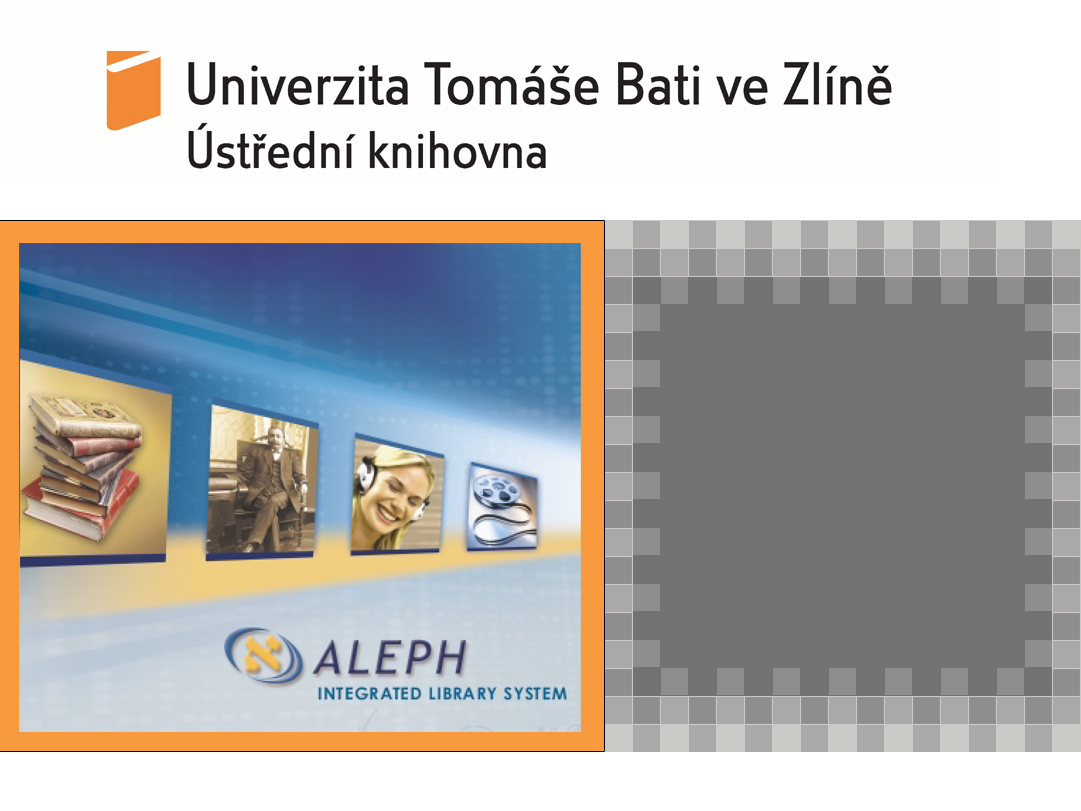 Univerzita Tomáše Bati ve Zlíně
Ústřední knihovna
ALEPH
INTEGRATED LIBRARY SYSTEM